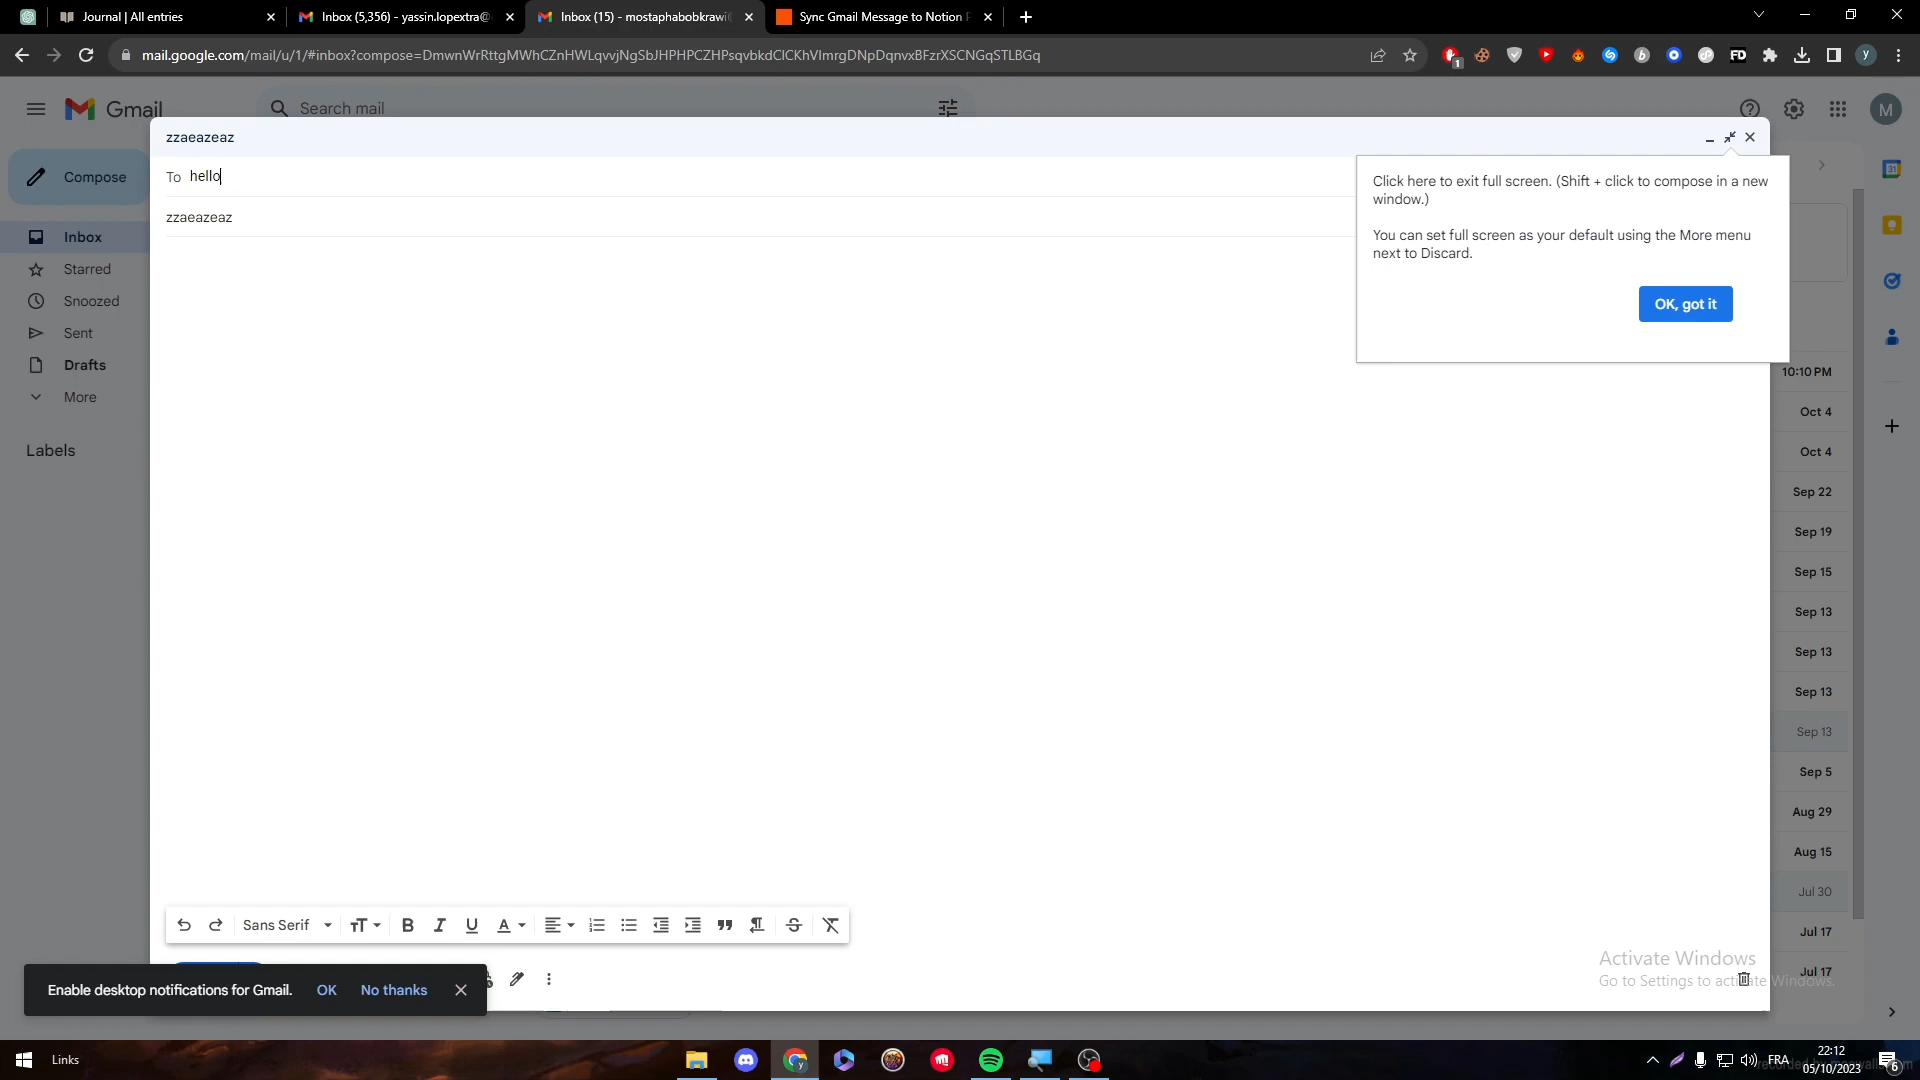 Journal | All entries
Inbox (5,356) - yassin.lopextra@
Inbox (15) - mostaphabobkrawi
Sync Gmail Message to Notion
mail.google.com/mail/u/1/#inbox?compose=DmwnWrRttgMWhCZnHWLqvvjNgSbJHPHPCZHPsqvbkdClCKhVlmrgDNpDqnvxBFzrXSCNGqSTLBGq
1
FD
y
Gmail
Search mail
M
zzaeazeaz
Compose
To hello
Click here to exit full screen. (Shift + click to compose in a new
window.)
zzaeazeaz
Inbox
You can set full screen as your default using the More menu
next to Discard.
Starred
Snoozed
OK, got it
Sent
Drafts
10:10 PM
More
Oct 4
Labels
Oct 4
Sep 22
Sep 19
Sep 15
Sep 13
Sep 13
Sep 13
Sep 13
Sep 5
Aug 29
Aug 15
Jul 30
Sans Serif
Jul 17
Activate Windows
Go to Settings to activate Windows.
Jul 17
Enable desktop notifications for Gmail. OK No thanks
Links
FRA
22:12
05/10/2023
6